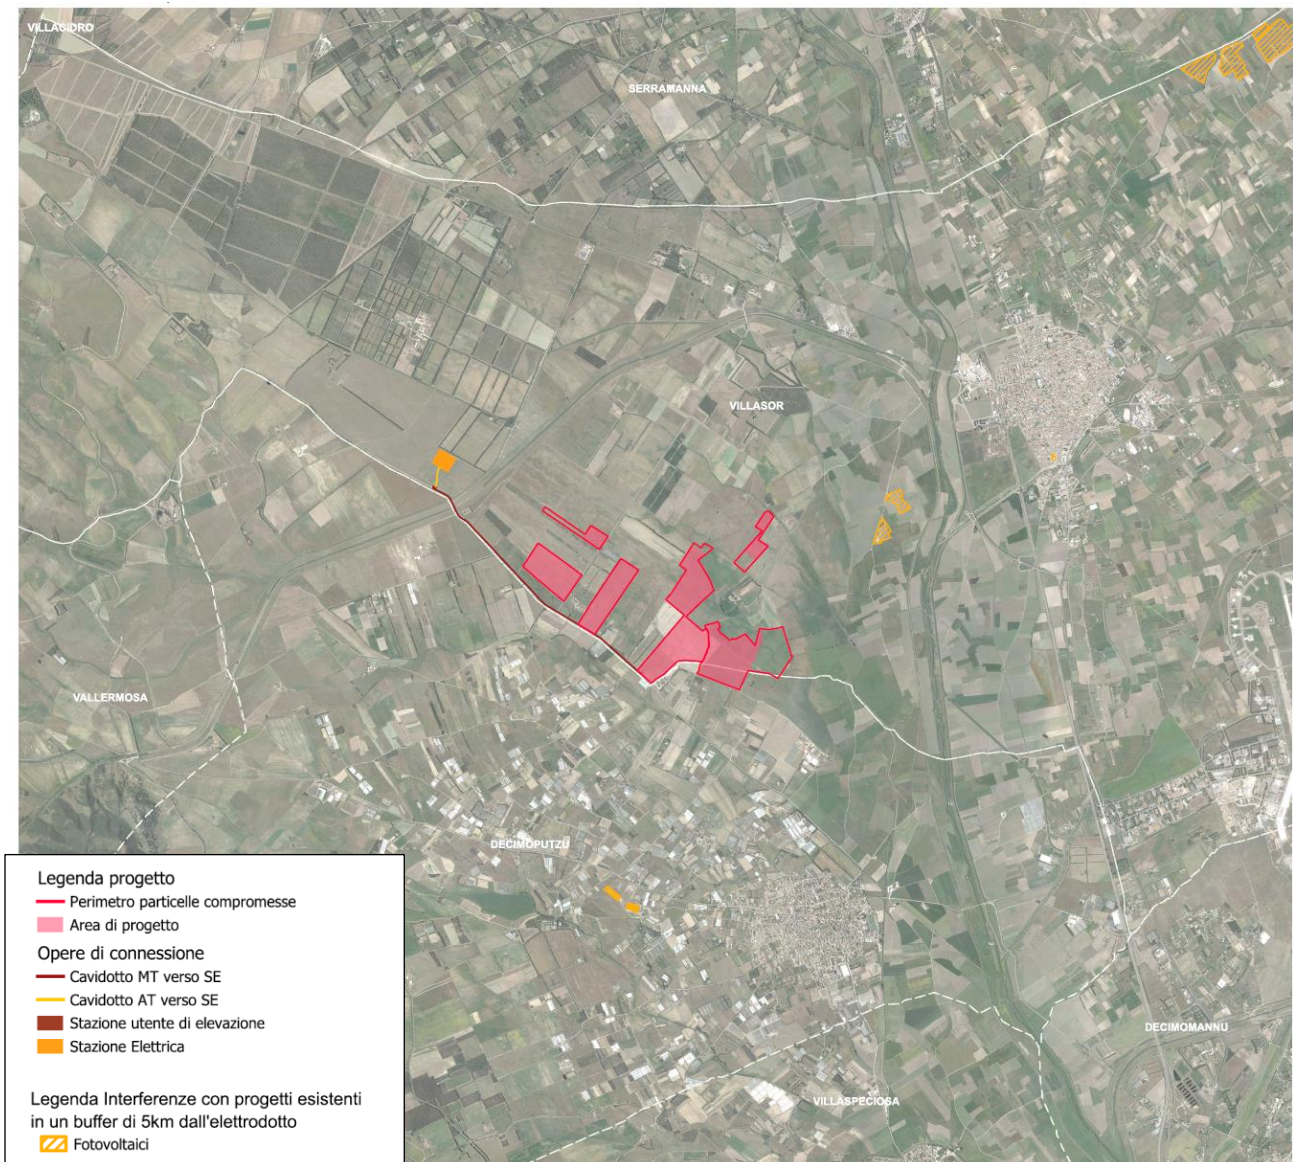 VILLACIDRO
SERRAMANNA
VILLASOR
VALLERMOSA
DECIMOPUTZU
DECIMOMANNU
VILLASPECIOSA
Legenda progetto
Perimetro particelle compromesse
Area di progetto
Opere di connessione
Cavidotto MT verso SE
Cavidotto AT verso SE
Stazione utente di elevazione
Stazione Elettrica
Legenda Interferenze con progetti esistenti
in un buffer di 5km dall'elettrodotto
Fotovoltaici